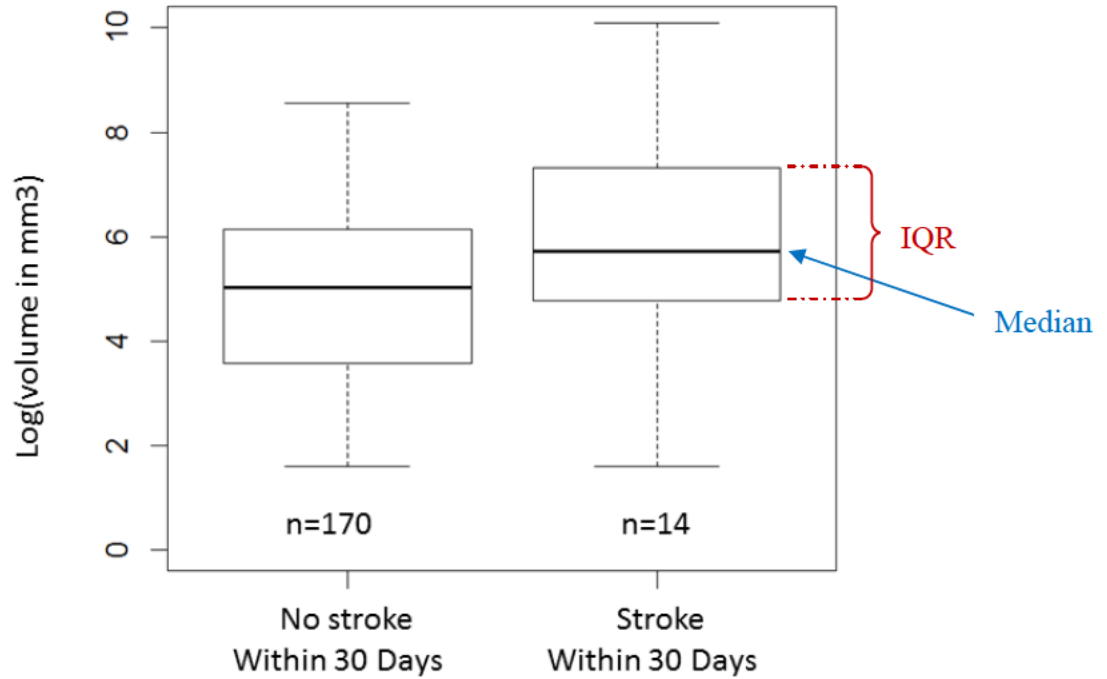 Log(volume in mm3)
10
8
6
4
2
0
n=170
n=14
No stroke
Within 30 Days
Stroke
Within 30 Days
IQR
Median